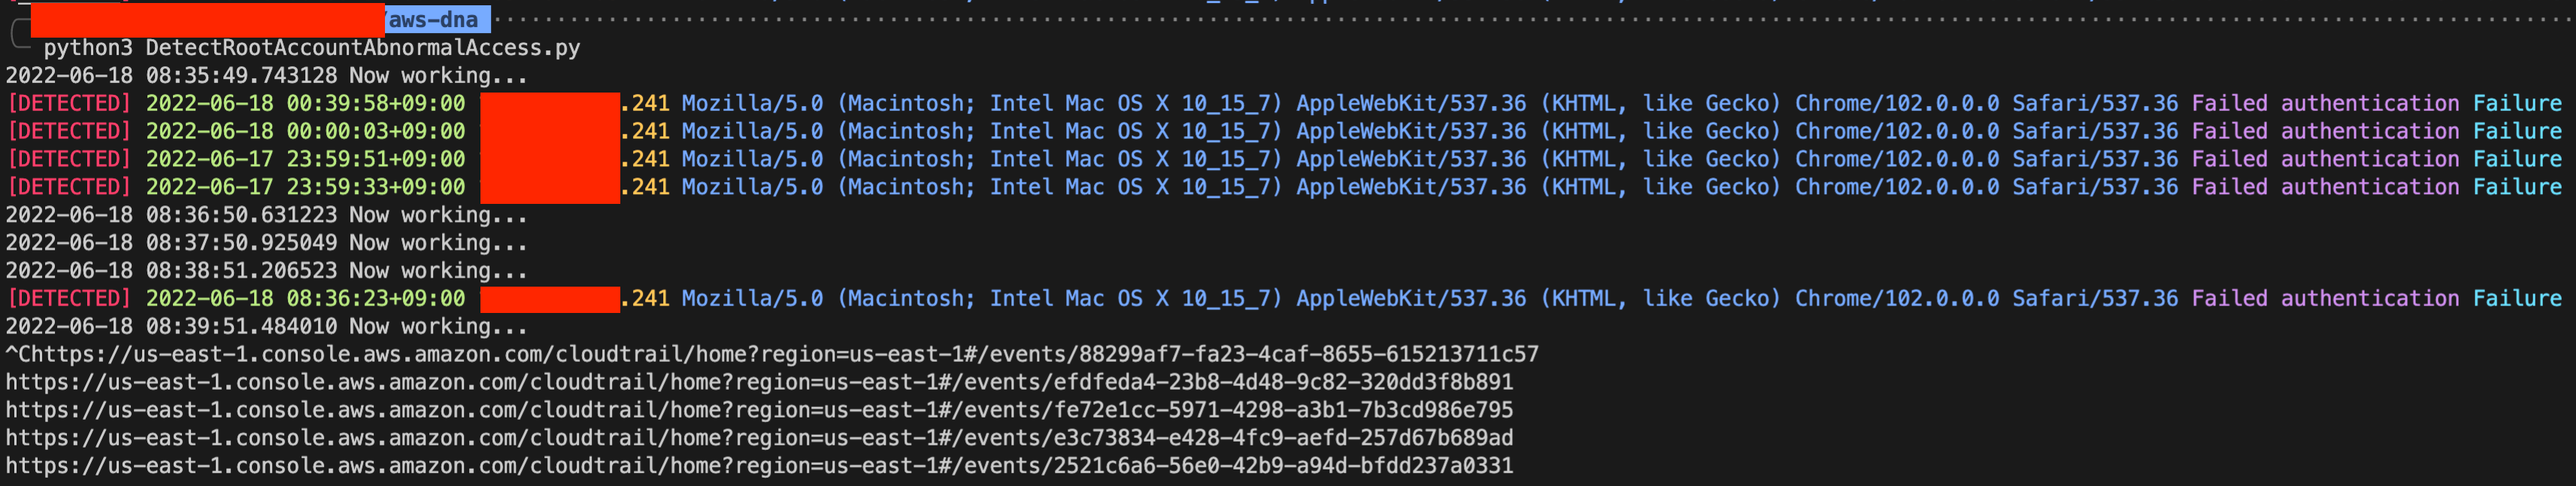 /aws-dna
python3 DetectRootAccountAbnormalAccess.py
2022-06-18 08:35:49.743128 Now working...
[DETECTED] 2022-06-18 00:39:58+09:00 .241 Mozilla/5.0 (Macintosh; Intel Mac OS X 10_15_7) AppleWebKit/537.36 (KHTML, like Gecko) Chrome/102.0.0.0 Safari/537.36 Failed authentication Failure
[DETECTED] 2022-06-18 00:00:03+09:00 .241 Mozilla/5.0 (Macintosh; Intel Mac OS X 10_15_7) AppleWebKit/537.36 (KHTML, like Gecko) Chrome/102.0.0.0 Safari/537.36 Failed authentication Failure
[DETECTED] 2022-06-17 23:59:51+09:00 .241 Mozilla/5.0 (Macintosh; Intel Mac OS X 10_15_7) AppleWebKit/537.36 (KHTML, like Gecko) Chrome/102.0.0.0 Safari/537.36 Failed authentication Failure
[DETECTED] 2022-06-17 23:59:33+09:00 .241 Mozilla/5.0 (Macintosh; Intel Mac OS X 10_15_7) AppleWebKit/537.36 (KHTML, like Gecko) Chrome/102.0.0.0 Safari/537.36 Failed authentication Failure
2022-06-18 08:36:50.631223 Now working...
2022-06-18 08:37:50.925049 Now working...
2022-06-18 08:38:51.206523 Now working...
[DETECTED] 2022-06-18 08:36:23+09:00 .241 Mozilla/5.0 (Macintosh; Intel Mac OS X 10_15_7) AppleWebKit/537.36 (KHTML, like Gecko) Chrome/102.0.0.0 Safari/537.36 Failed authentication Failure
2022-06-18 08:39:51.484010 Now working...
^Chttps://us-east-1.console.aws.amazon.com/cloudtrail/home?region=us-east-1#/events/88299af7-fa23-4caf-8655-615213711c57
https://us-east-1.console.aws.amazon.com/cloudtrail/home?region=us-east-1#/events/efdfeda4-23b8-4d48-9c82-320dd3f8b891
https://us-east-1.console.aws.amazon.com/cloudtrail/home?region=us-east-1#/events/fe72e1cc-5971-4298-a3b1-7b3cd986e795
https://us-east-1.console.aws.amazon.com/cloudtrail/home?region=us-east-1#/events/e3c73834-e428-4fc9-aefd-257d67b689ad
https://us-east-1.console.aws.amazon.com/cloudtrail/home?region=us-east-1#/events/2521c6a6-56e0-42b9-a94d-bfdd237a0331